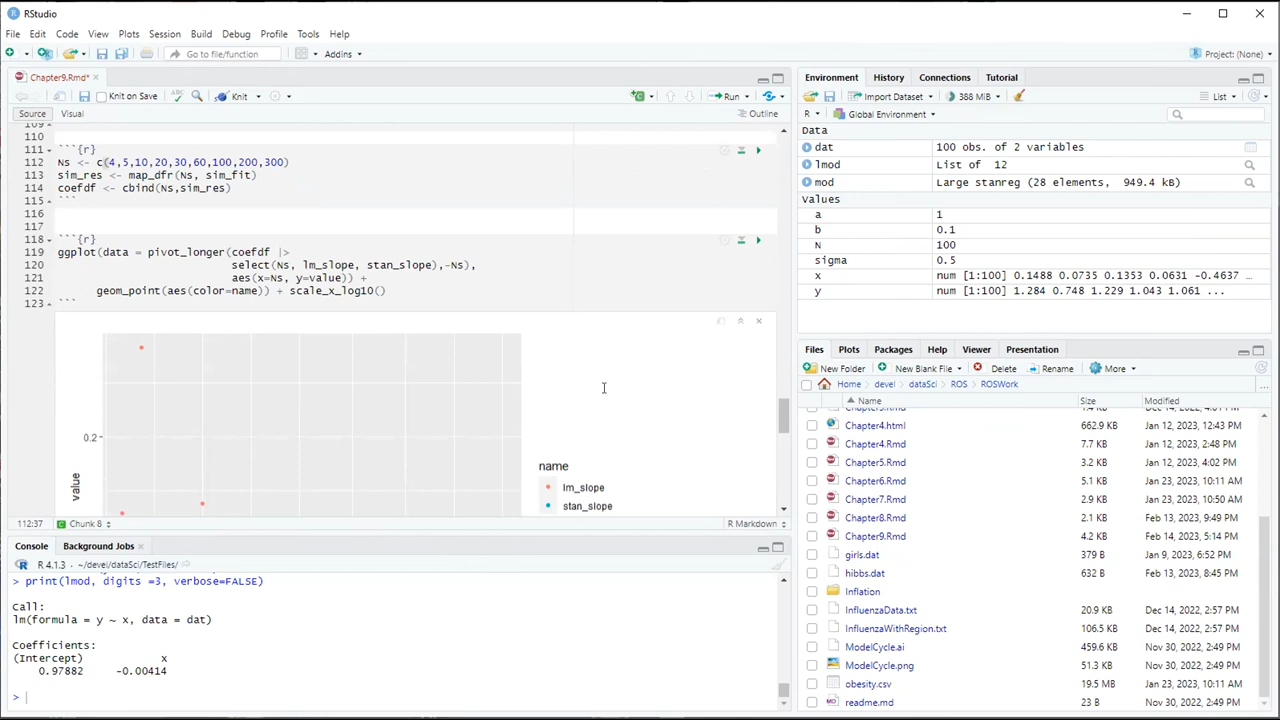 RStudio
File Edit Code View Plots Session Build Debug Profile Tools Help
Go to file/function Addins Project: (None)
Chapter9.Rmd*
Knit on Save Knit Run
Source Visual Outline
109
110
111 ```{r}
112 Ns <- c(4,5,10,20,30,60,100,200,300)
113 sim_res <- map_dfr(Ns, sim_fit)
114 coefdf <- cbind(Ns,sim_res)
115 ```
116
117
118 ```{r}
119 ggplot(data = pivot_longer(coefdf |>
120 select(Ns, lm_slope, stan_slope),-Ns),
121 aes(x=Ns, y=value)) +
122 geom_point(aes(color=name)) + scale_x_log10()
123 ```
0.2
value
name
lm_slope
stan_slope
112:37 Chunk 8 R Markdown
Console Background Jobs
R 4.1.3 · ~/devel/dataSci/TestFiles/
> print(lmod, digits =3, verbose=FALSE)
Call:
lm(formula = y ~ x, data = dat)
Coefficients:
(Intercept) x
0.97882 -0.00414
>
Environment History Connections Tutorial
Import Dataset 388 MiB List
R Global Environment
Data
dat 100 obs. of 2 variables
lmod List of 12
mod Large stanreg (28 elements, 949.4 kB)
Values
a 1
b 0.1
N 100
sigma 0.5
x num [1:100] 0.1488 0.0735 0.1353 0.0631 -0.4637 ...
y num [1:100] 1.284 0.748 1.229 1.043 1.061 ...
Files Plots Packages Help Viewer Presentation
New Folder New Blank File Delete Rename More
Home devel dataSci ROS ROSWork ...
Name Size Modified
Chapter4.html 662.9 KB Jan 12, 2023, 12:43 PM
Chapter4.Rmd 7.7 KB Jan 12, 2023, 2:48 PM
Chapter5.Rmd 3.2 KB Jan 12, 2023, 4:02 PM
Chapter6.Rmd 5.1 KB Jan 23, 2023, 10:11 AM
Chapter7.Rmd 2.9 KB Jan 23, 2023, 10:50 AM
Chapter8.Rmd 2.1 KB Feb 13, 2023, 9:49 PM
Chapter9.Rmd 4.2 KB Feb 14, 2023, 5:14 PM
girls.dat 379 B Jan 9, 2023, 6:52 PM
hibbs.dat 632 B Feb 13, 2023, 8:45 PM
Inflation
InfluenzaData.txt 20.9 KB Dec 14, 2022, 2:57 PM
InfluenzaWithRegion.txt 106.5 KB Dec 14, 2022, 2:57 PM
ModelCycle.ai 459.6 KB Nov 30, 2022, 2:49 PM
ModelCycle.png 51.3 KB Nov 30, 2022, 2:49 PM
obesity.csv 19.5 MB Jan 23, 2023, 10:11 AM
readme.md 23 B Nov 30, 2022, 2:49 PM